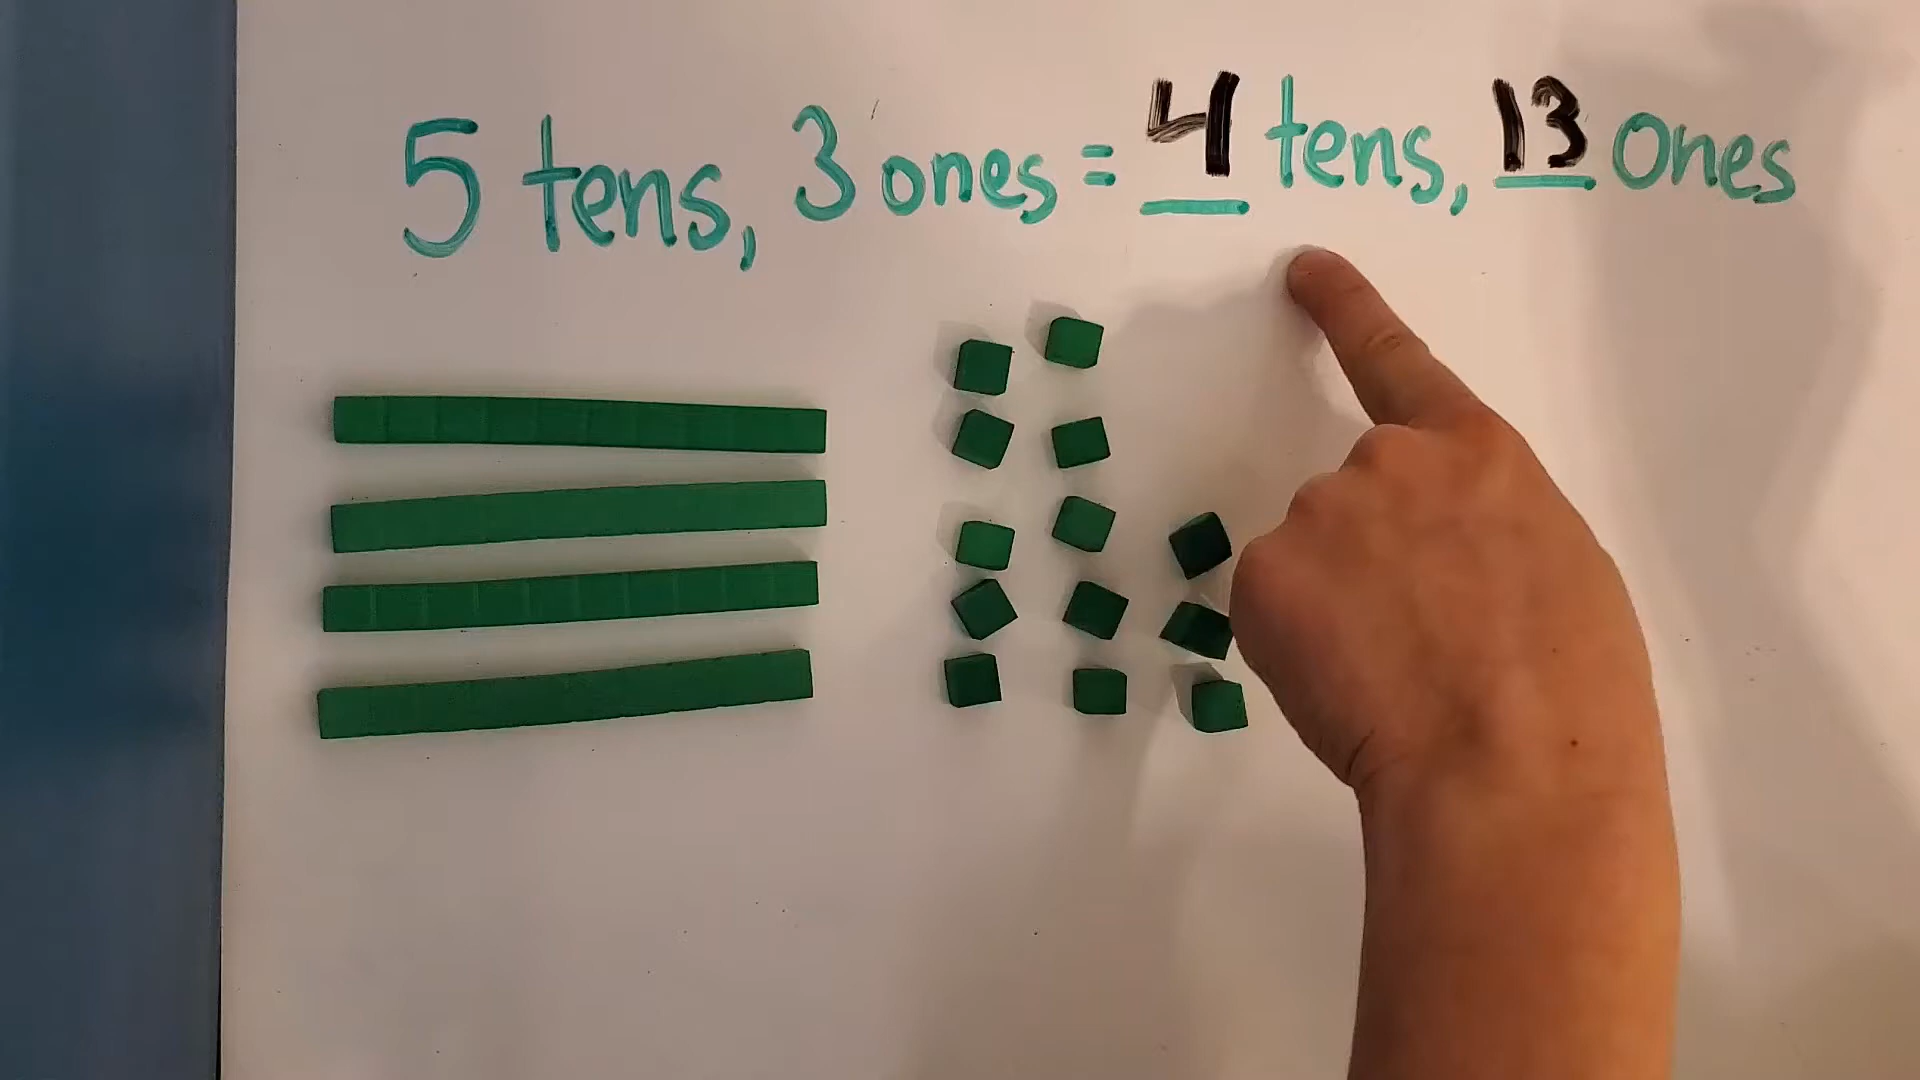 5 tens, 3 ones = 4 tens, 13 ones